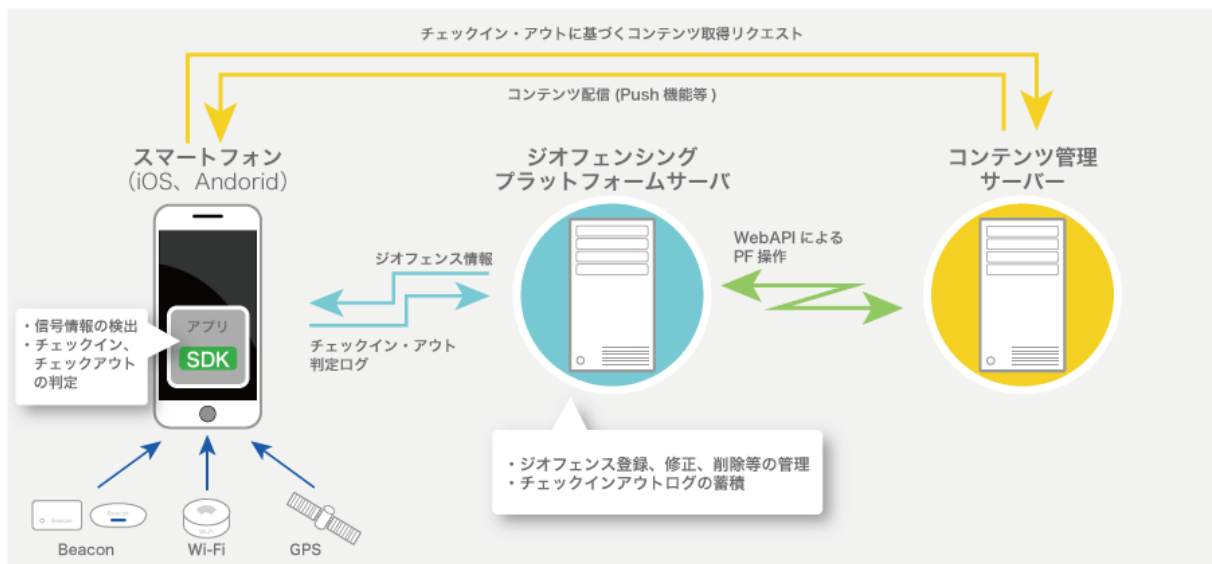 チェックイン・アウトに基づくコンテンツ取得リクエスト
コンテンツ配信 (Push 機能等 )
スマートフォン
（iOS、Andorid）
ジオフェンシング
プラットフォームサーバ
コンテンツ管理
サーバー
ジオフェンス情報
チェックイン・アウト
判定ログ
WebAPI による
PF 操作
・信号情報の検出
・チェックイン、
チェックアウト
の判定
アプリ
SDK
・ジオフェンス登録、修正、削除等の管理
・チェックインアウトログの蓄積
Beacon
Beacon
Wi-Fi
Beacon
Wi-Fi
GPS